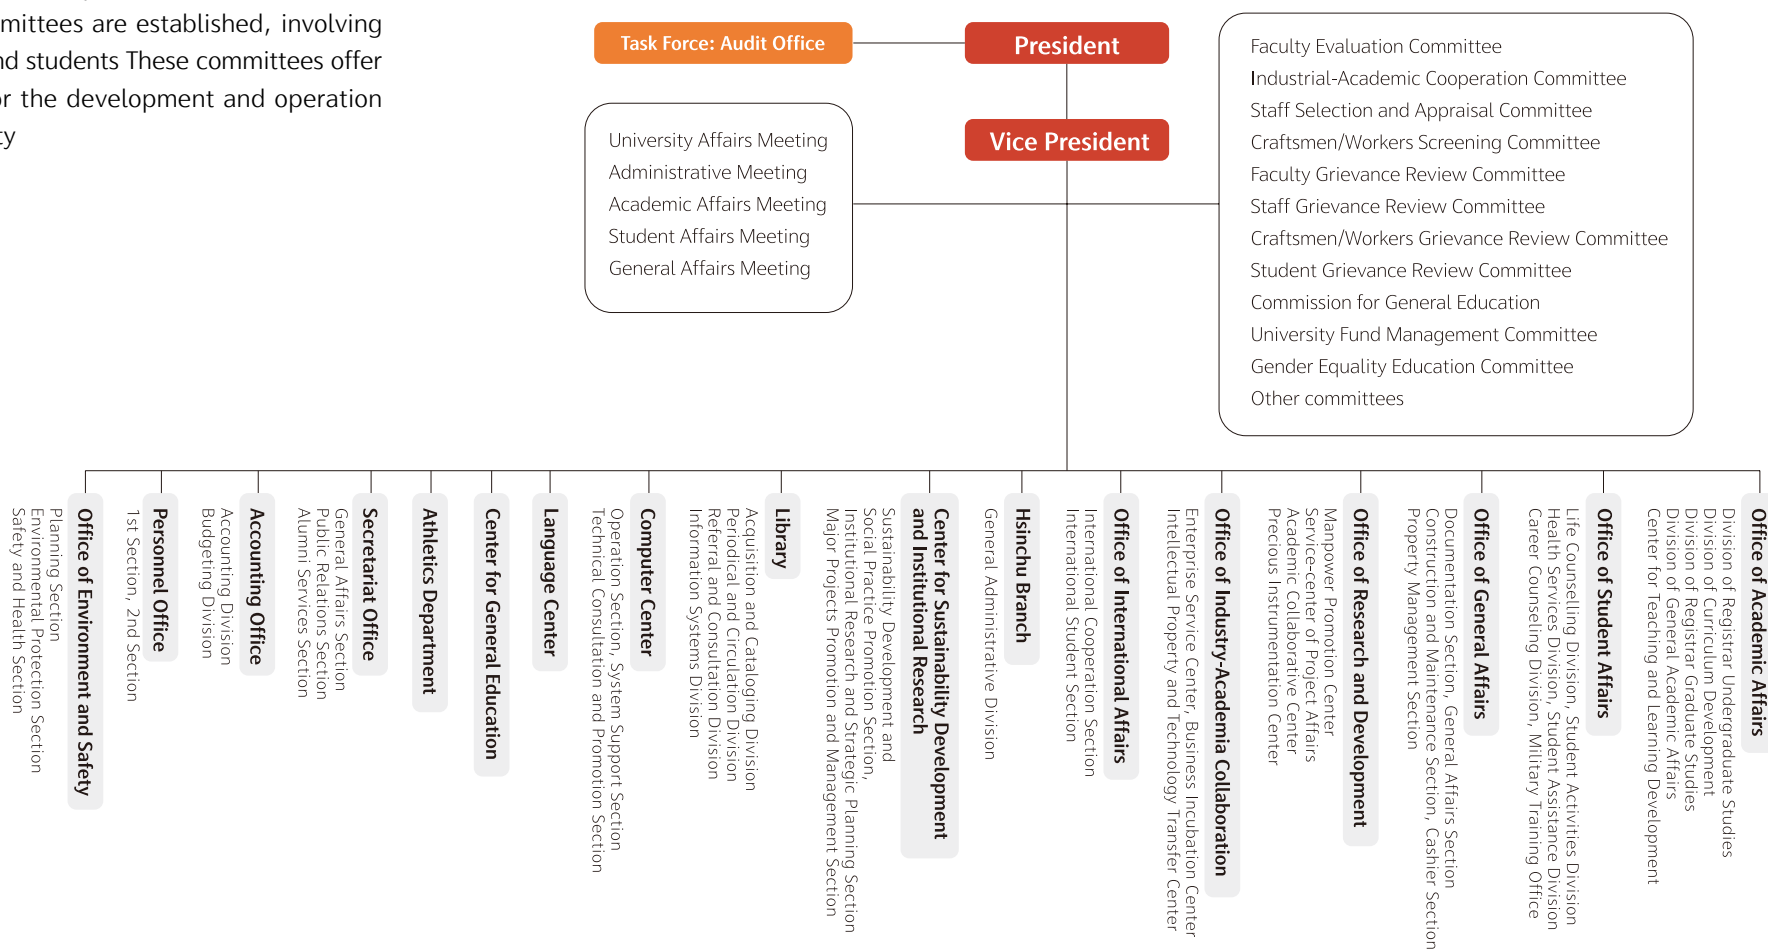 mmittees are established, involving
nd students These committees offer
or the development and operation
ty
Task Force: Audit Office
President
Vice President
University Affairs Meeting
Administrative Meeting
Academic Affairs Meeting
Student Affairs Meeting
General Affairs Meeting
Faculty Evaluation Committee
Industrial-Academic Cooperation Committee
Staff Selection and Appraisal Committee
Craftsmen/Workers Screening Committee
Faculty Grievance Review Committee
Staff Grievance Review Committee
Craftsmen/Workers Grievance Review Committee
Student Grievance Review Committee
Commission for General Education
University Fund Management Committee
Gender Equality Education Committee
Other committees
Office of Environment and Safety
Planning Section
Environmental Protection Section
Safety and Health Section
Personnel Office
1st Section, 2nd Section
Accounting Office
Accounting Division
Budgeting Division
Secretariat Office
General Affairs Section
Public Relations Section
Alumni Services Section
Athletics Department
Center for General Education
Language Center
Computer Center
Operation Section, System Support Section
Technical Consultation and Promotion Section
Library
Acquisition and Cataloging Division
Periodical and Circulation Division
Referral and Consultation Division
Information Systems Division
Center for Sustainability Development
and Institutional Research
Sustainability Development and
Social Practice Promotion Section,
Institutional Research and Strategic Planning Section
Major Projects Promotion and Management Section
Hsinchu Branch
General Administrative Division
Office of International Affairs
International Cooperation Section
International Student Section
Office of Industry-Academia Collaboration
Enterprise Service Center, Business Incubation Center
Intellectual Property and Technology Transfer Center
Office of Research and Development
Manpower Promotion Center
Service-center of Project Affairs
Academic Collaborative Center
Precious Instrumentation Center
Office of General Affairs
Documentation Section, General Affairs Section
Construction and Maintenance Section, Cashier Section
Property Management Section
Office of Student Affairs
Life Counselling Division, Student Activities Division
Health Services Division, Student Assistance Division
Career Counseling Division, Military Training Office
Office of Academic Affairs
Division of Registrar Undergraduate Studies
Division of Curriculum Development
Division of Registrar Graduate Studies
Division of General Academic Affairs
Center for Teaching and Learning Development